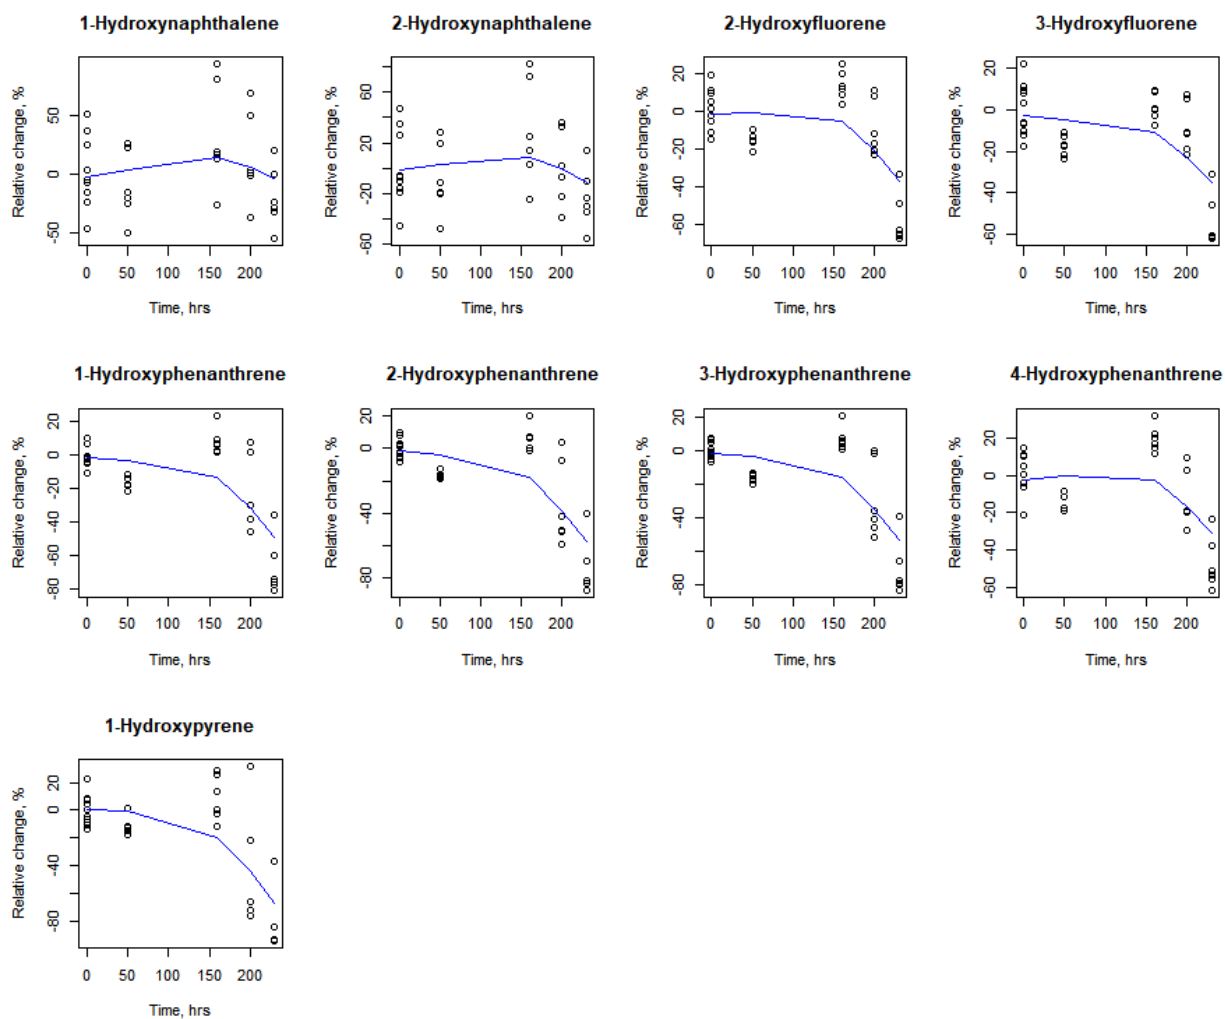 1-Hydroxynaphthalene
Relative change, %
50
0
-50
0 50 100 150 200
Time, hrs
2-Hydroxynaphthalene
Relative change, %
60
20
-20
-60
0 50 100 150 200
Time, hrs
2-Hydroxyfluorene
Relative change, %
20
0
-20
-40
-60
0 50 100 150 200
Time, hrs
3-Hydroxyfluorene
Relative change, %
20
0
-20
-40
-60
0 50 100 150 200
Time, hrs
1-Hydroxyphenanthrene
Relative change, %
20
0
-20
-40
-60
-80
0 50 100 150 200
Time, hrs
2-Hydroxyphenanthrene
Relative change, %
20
0
-40
-80
0 50 100 150 200
Time, hrs
3-Hydroxyphenanthrene
Relative change, %
20
0
-40
-80
0 50 100 150 200
Time, hrs
4-Hydroxyphenanthrene
Relative change, %
20
0
-20
-40
-60
0 50 100 150 200
Time, hrs
1-Hydroxypyrene
Relative change, %
20
0
-40
-80
0 50 100 150 200
Time, hrs